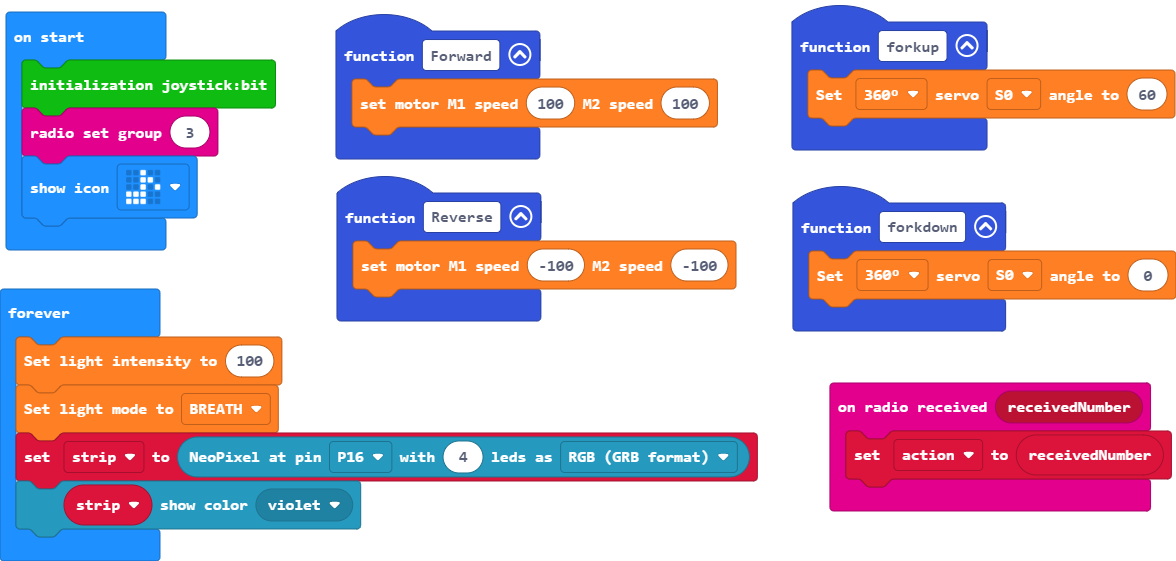 on start
initialization joystick:bit
radio set group 3
show icon
function Forward
set motor M1 speed 100 M2 speed 100
function forkup
Set 360° servo S0 angle to 60
function Reverse
set motor M1 speed -100 M2 speed -100
function forkdown
Set 360° servo S0 angle to 0
forever
Set light intensity to 100
Set light mode to BREATH
set strip to NeoPixel at pin P16 with 4 leds as RGB (GRB format)
strip show color violet
on radio received receivedNumber
set action to receivedNumber